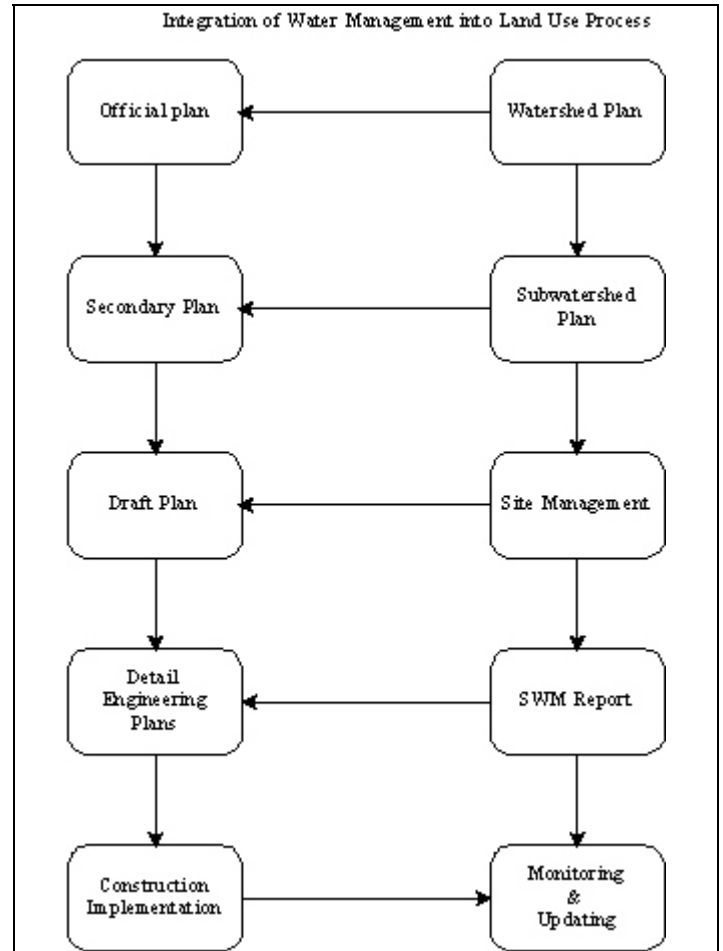 Integration of Water Management into Land Use Process
Official plan
Watershed Plan
Secondary Plan
Subwatershed
Plan
Draft Plan
Site Management
Detail
Engineering
Plans
SWM Report
Construction
Implementation
Monitoring
&
Updating